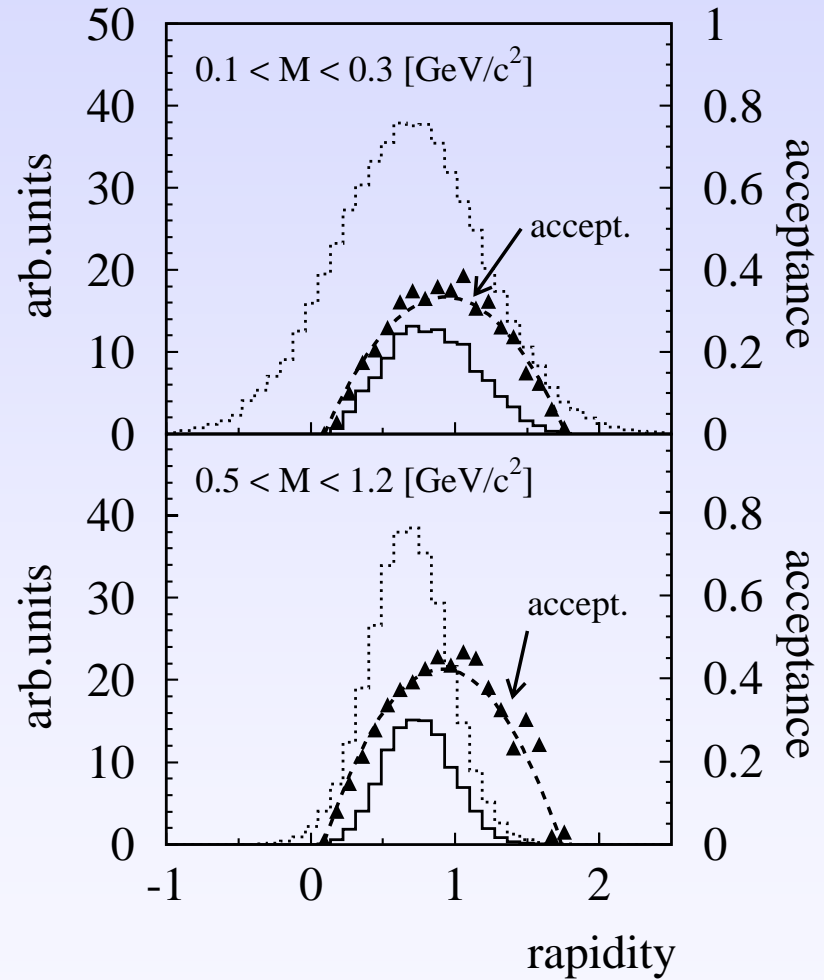 50
40
30
20
10
0
arb.units
0.1 < M < 0.3 [GeV/c²]
accept.
1
0.8
0.6
0.4
0.2
0
acceptance
40
30
20
10
0
arb.units
0.5 < M < 1.2 [GeV/c²]
accept.
0.8
0.6
0.4
0.2
0
acceptance
-1 0 1 2
rapidity